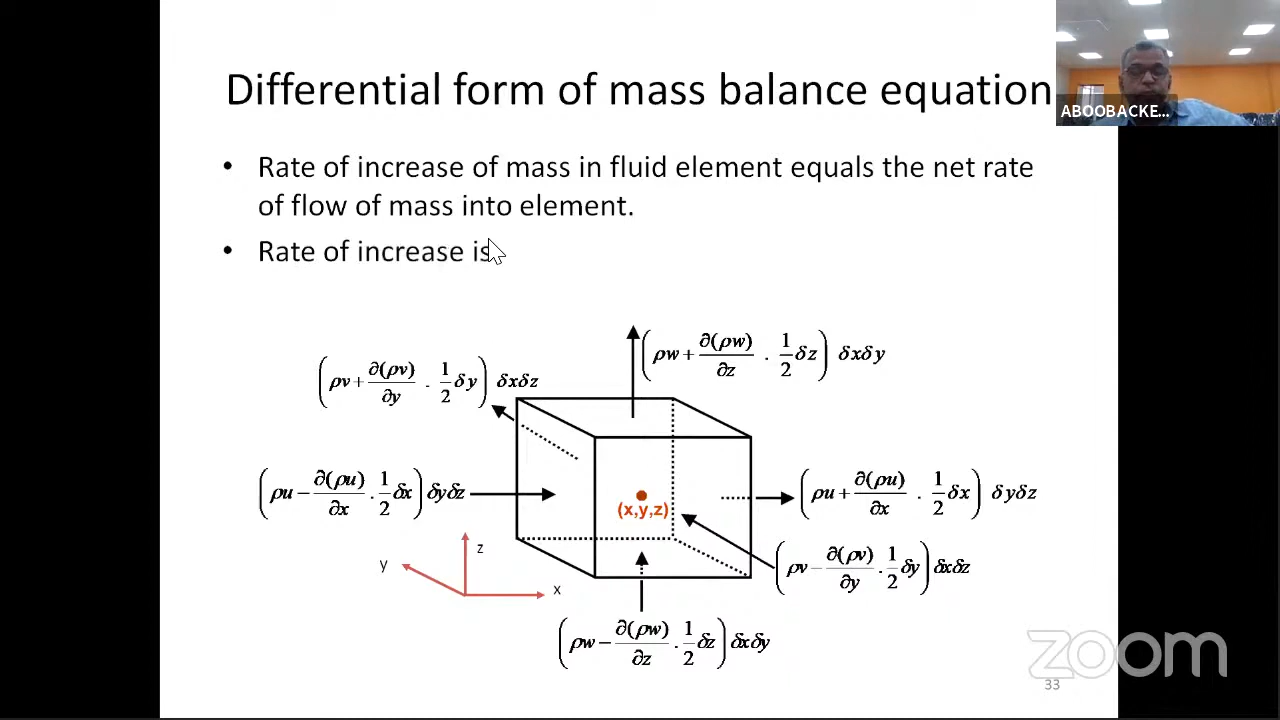 Differential form of mass balance equation
ABOOBACKE...
• Rate of increase of mass in fluid element equals the net rate
of flow of mass into element.
• Rate of increase is
(ρw + ∂(ρw)/∂z . 1/2 δz) δxδy
(ρv + ∂(ρv)/∂y . 1/2 δy) δxδz
(ρu − ∂(ρu)/∂x . 1/2 δx) δyδz
(x,y,z)
(ρu + ∂(ρu)/∂x . 1/2 δx) δyδz
z
y
x
(ρv − ∂(ρv)/∂y . 1/2 δy) δxδz
(ρw − ∂(ρw)/∂z . 1/2 δz) δxδy
zoom
33